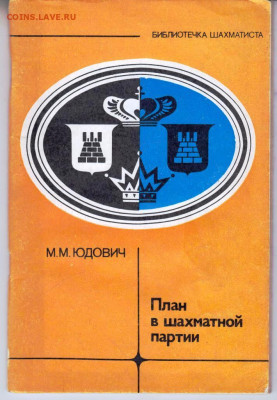 COINS.LAVE.RU
БИБЛИОТЕЧКА ШАХМАТИСТА
М.М. ЮДОВИЧ
План
в шахматной
партии